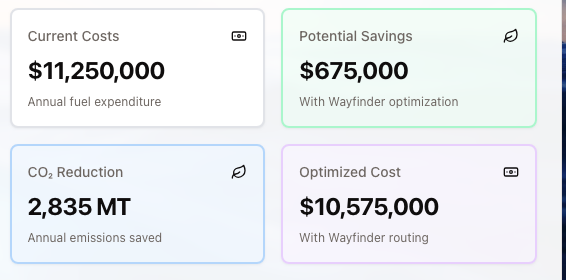 Current Costs
$11,250,000
Annual fuel expenditure
Potential Savings
$675,000
With Wayfinder optimization
CO₂ Reduction
2,835 MT
Annual emissions saved
Optimized Cost
$10,575,000
With Wayfinder routing